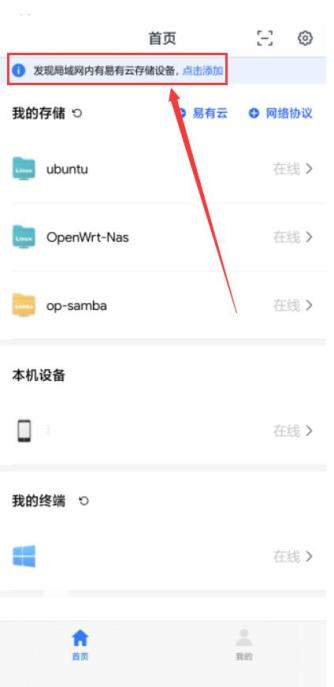 首页
发现局域网内有易有云存储设备，点击添加
我的存储 易有云 网络协议
Linux ubuntu 在线
Linux OpenWrt-Nas 在线
op-samba 在线
本机设备
在线
我的终端
在线
首页 我的